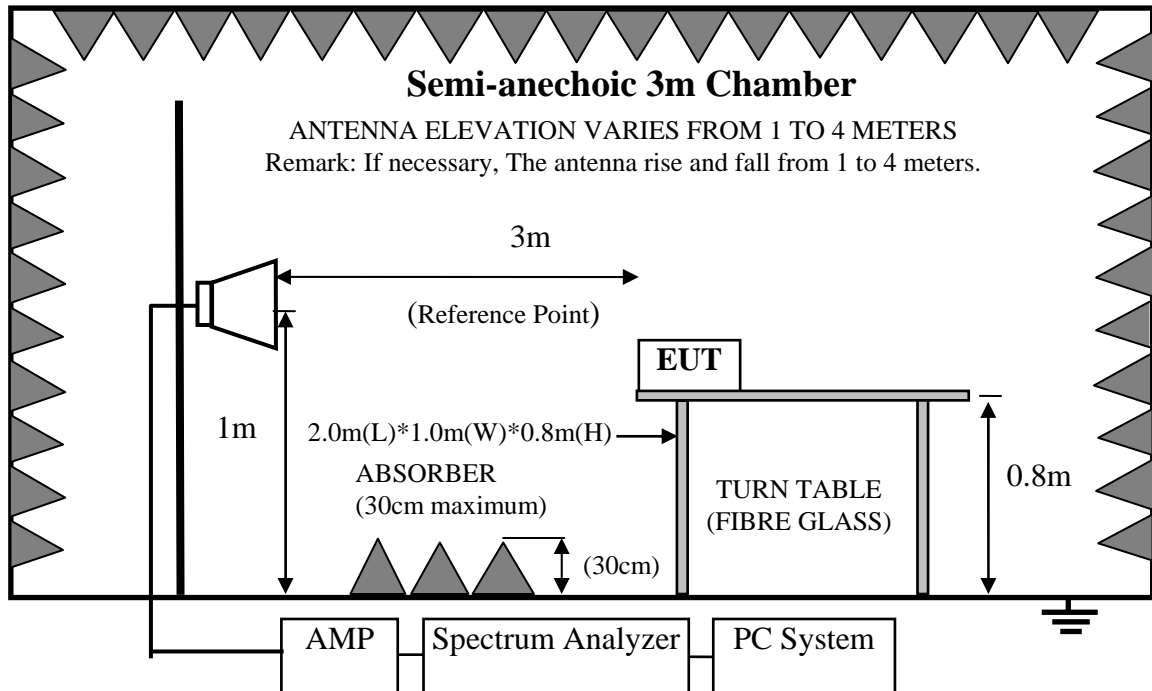 Semi-anechoic 3m Chamber
ANTENNA ELEVATION VARIES FROM 1 TO 4 METERS
Remark: If necessary, The antenna rise and fall from 1 to 4 meters.
3m
(Reference Point)
EUT
1m
2.0m(L)*1.0m(W)*0.8m(H)
ABSORBER
(30cm maximum)
TURN TABLE
(FIBRE GLASS)
0.8m
(30cm)
AMP
Spectrum Analyzer
PC System